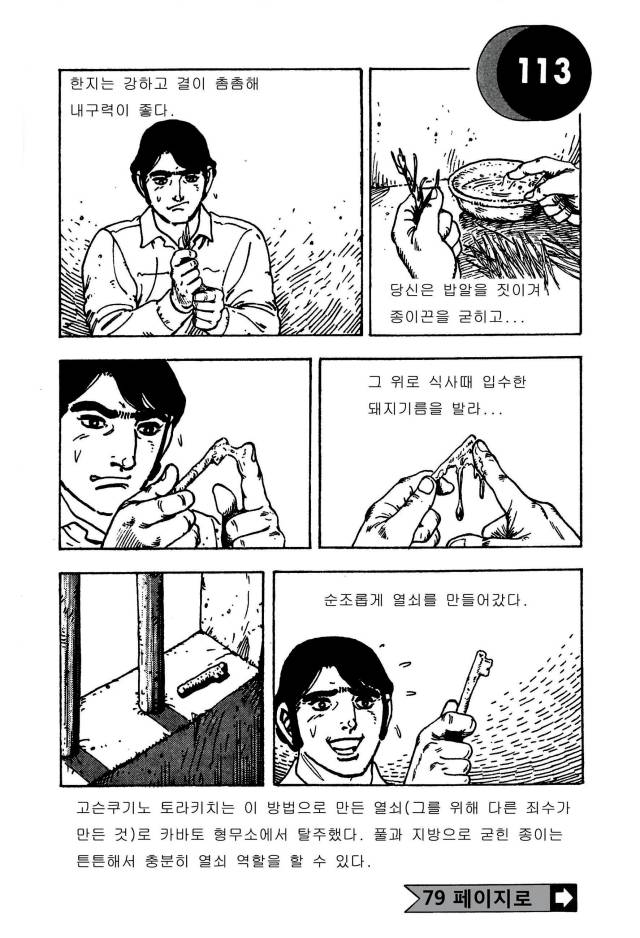 113
한지는 강하고 결이 촘촘해
내구력이 좋다.
당신은 밥알을 짓이겨
종이끈을 굳히고...
그 위로 식사때 입수한
돼지기름을 발라...
순조롭게 열쇠를 만들어갔다.
고슨쿠기노 토라키치는 이 방법으로 만든 열쇠(그를 위해 다른 죄수가
만든 것)로 카바토 형무소에서 탈주했다. 풀과 지방으로 굳힌 종이는
튼튼해서 충분히 열쇠 역할을 할 수 있다.
79 페이지로